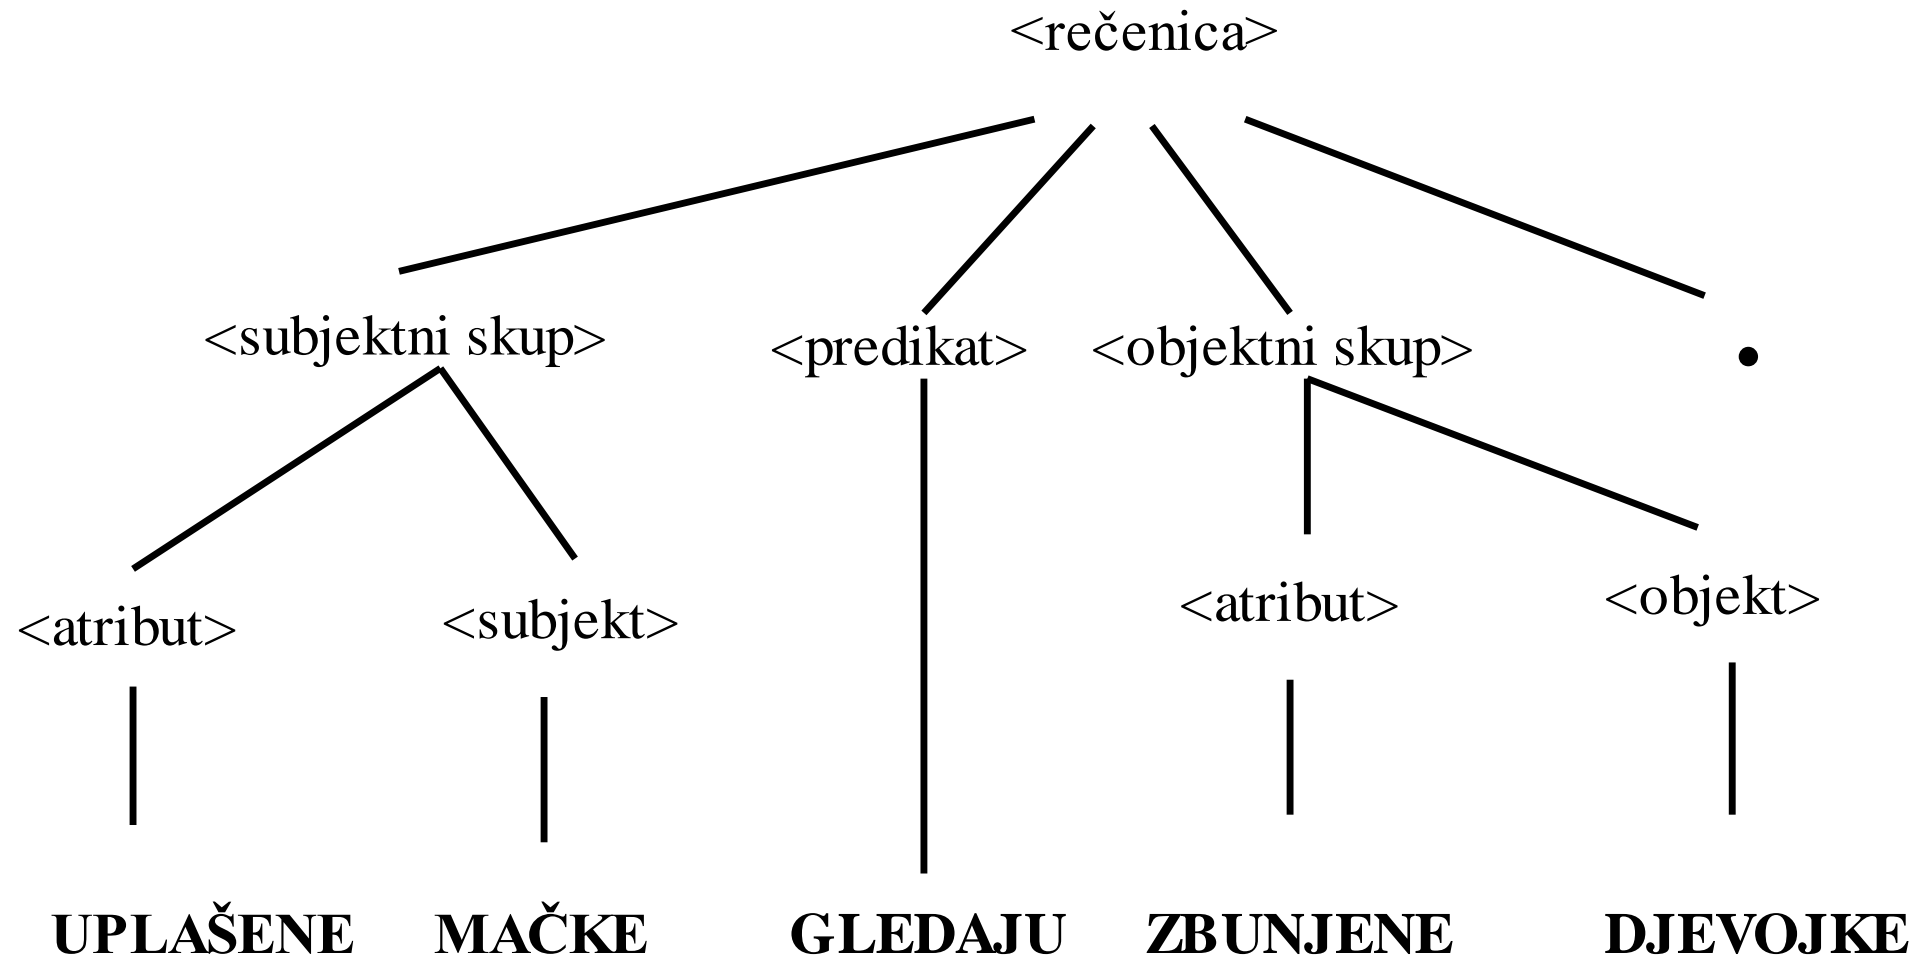 <rečenica>
<subjektni skup> <predikat> <objektni skup> .
<atribut> <subjekt> <atribut> <objekt>
UPLAŠENE MAČKE GLEDAJU ZBUNJENE DJEVOJKE